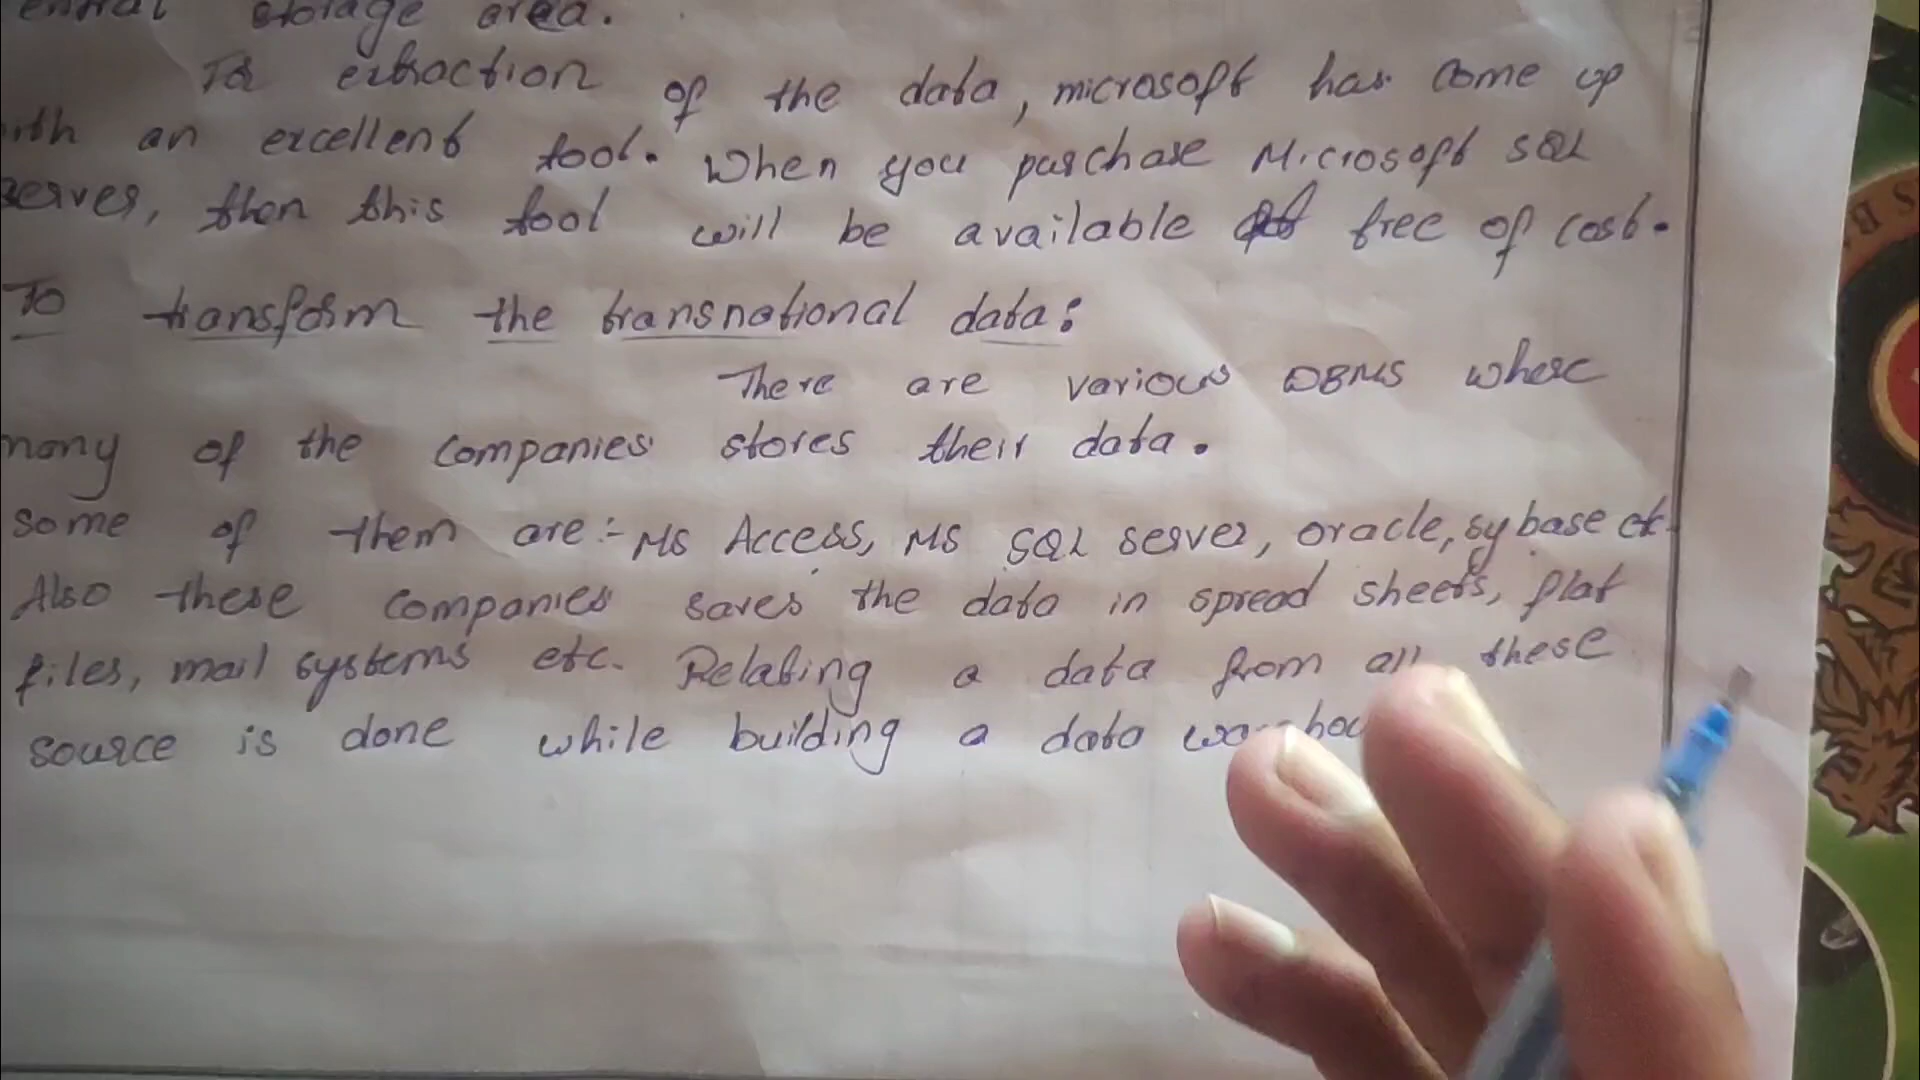 storage area.
For extraction of the data, microsoft has come up
an excellent tool. When you purchase Microsoft SQL
server, then this tool will be available free of cost.
To transform the transnational data:
There are various DBMS where
many of the companies stores their data.
Some of them are:- MS Access, MS SQL server, oracle, sybase etc.
Also these companies saves the data in spread sheets, flat
files, mail systems etc. Relating a data from all these
source is done while building a data